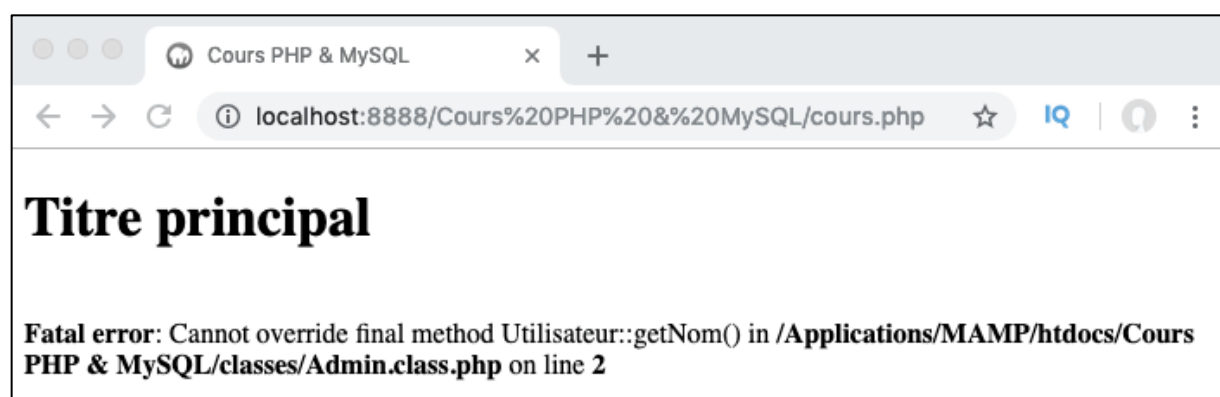 Cours PHP & MySQL
localhost:8888/Cours%20PHP%20&%20MySQL/cours.php
IQ
Titre principal
Fatal error: Cannot override final method Utilisateur::getNom() in /Applications/MAMP/htdocs/Cours
PHP & MySQL/classes/Admin.class.php on line 2